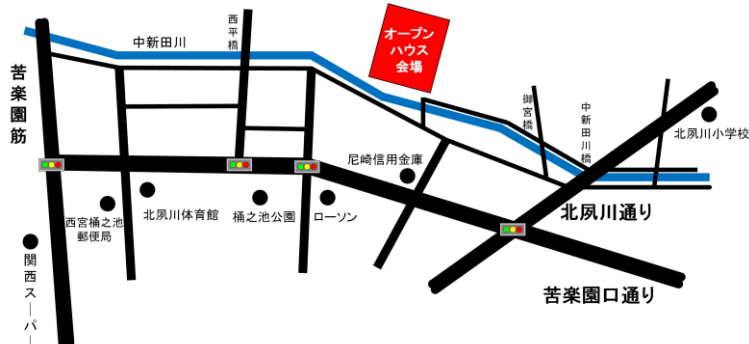 中新田川
西平橋
オープン
ハウス
会場
苦楽園筋
御宮橋
中新田川橋
北夙川小学校
尼崎信用金庫
西宮桶之池
郵便局
北夙川体育館
桶之池公園
ローソン
北夙川通り
苦楽園口通り
関西スーパー